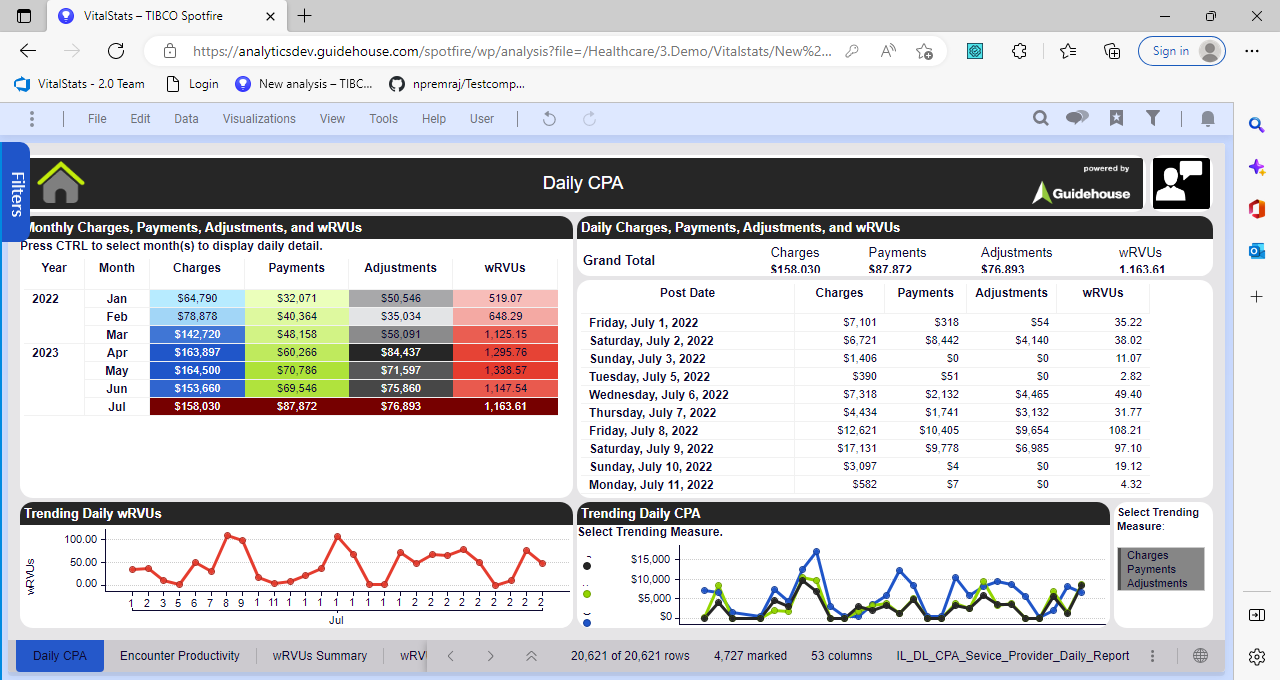 VitalStats – TIBCO Spotfire
https://analyticsdev.guidehouse.com/spotfire/wp/analysis?file=/Healthcare/3.Demo/Vitalstats/New%2...
Sign in
VitalStats - 2.0 Team
Login
New analysis – TIBC...
npremraj/Testcomp...
File Edit Data Visualizations View Tools Help User
Filters
Daily CPA
powered by
Guidehouse
Monthly Charges, Payments, Adjustments, and wRVUs
Press CTRL to select month(s) to display daily detail.
Year Month Charges Payments Adjustments wRVUs
2022 Jan $64,790 $32,071 $50,546 519.07
Feb $78,878 $40,364 $35,034 648.29
Mar $142,720 $48,158 $58,091 1,125.15
2023 Apr $163,897 $60,266 $84,437 1,295.76
May $164,500 $70,786 $71,597 1,338.57
Jun $153,660 $69,546 $75,860 1,147.54
Jul $158,030 $87,872 $76,893 1,163.61
Daily Charges, Payments, Adjustments, and wRVUs
Charges Payments Adjustments wRVUs
Grand Total
$158,030 $87,872 $76,893 1,163.61
Post Date Charges Payments Adjustments wRVUs
Friday, July 1, 2022 $7,101 $318 $54 35.22
Saturday, July 2, 2022 $6,721 $8,442 $4,140 38.02
Sunday, July 3, 2022 $1,406 $0 $0 11.07
Tuesday, July 5, 2022 $390 $51 $0 2.82
Wednesday, July 6, 2022 $7,318 $2,132 $4,465 49.40
Thursday, July 7, 2022 $4,434 $1,741 $3,132 31.77
Friday, July 8, 2022 $12,621 $10,405 $9,654 108.21
Saturday, July 9, 2022 $17,131 $9,778 $6,985 97.10
Sunday, July 10, 2022 $3,097 $4 $0 19.12
Monday, July 11, 2022 $582 $7 $0 4.32
Trending Daily wRVUs
wRVUs
100.00
50.00
0.00
1 2 3 5 6 7 8 9 1 11 1 1 1 1 1 1 1 1 2 2 2 2 2 2 2 2 2
Jul
Trending Daily CPA
Select Trending Measure.
$15,000
$10,000
$5,000
$0
Select Trending
Measure:
Charges
Payments
Adjustments
Daily CPA Encounter Productivity wRVUs Summary wRV
20,621 of 20,621 rows 4,727 marked 53 columns IL_DL_CPA_Sevice_Provider_Daily_Report